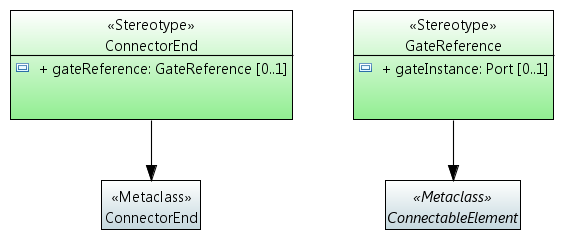 «Stereotype»
ConnectorEnd
+ gateReference: GateReference [0..1]
«Stereotype»
GateReference
+ gateInstance: Port [0..1]
«Metaclass»
ConnectorEnd
«Metaclass»
ConnectableElement